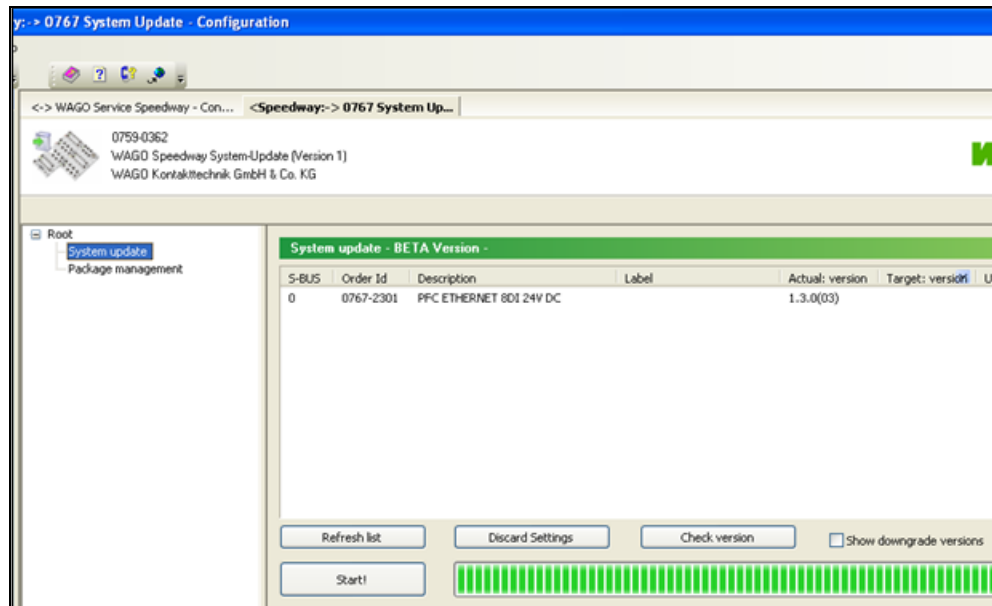 y:-> 0767 System Update - Configuration
<-> WAGO Service Speedway - Con... <Speedway:-> 0767 System Up...
0759-0362
WAGO Speedway System-Update (Version 1)
WAGO Kontakttechnik GmbH & Co. KG
Root
System update
Package management
System update - BETA Version -
S-BUS Order Id Description Label Actual: version Target: version U
0 0767-2301 PFC ETHERNET 8DI 24V DC 1.3.0(03)
Refresh list Discard Settings Check version Show downgrade versions
Start!